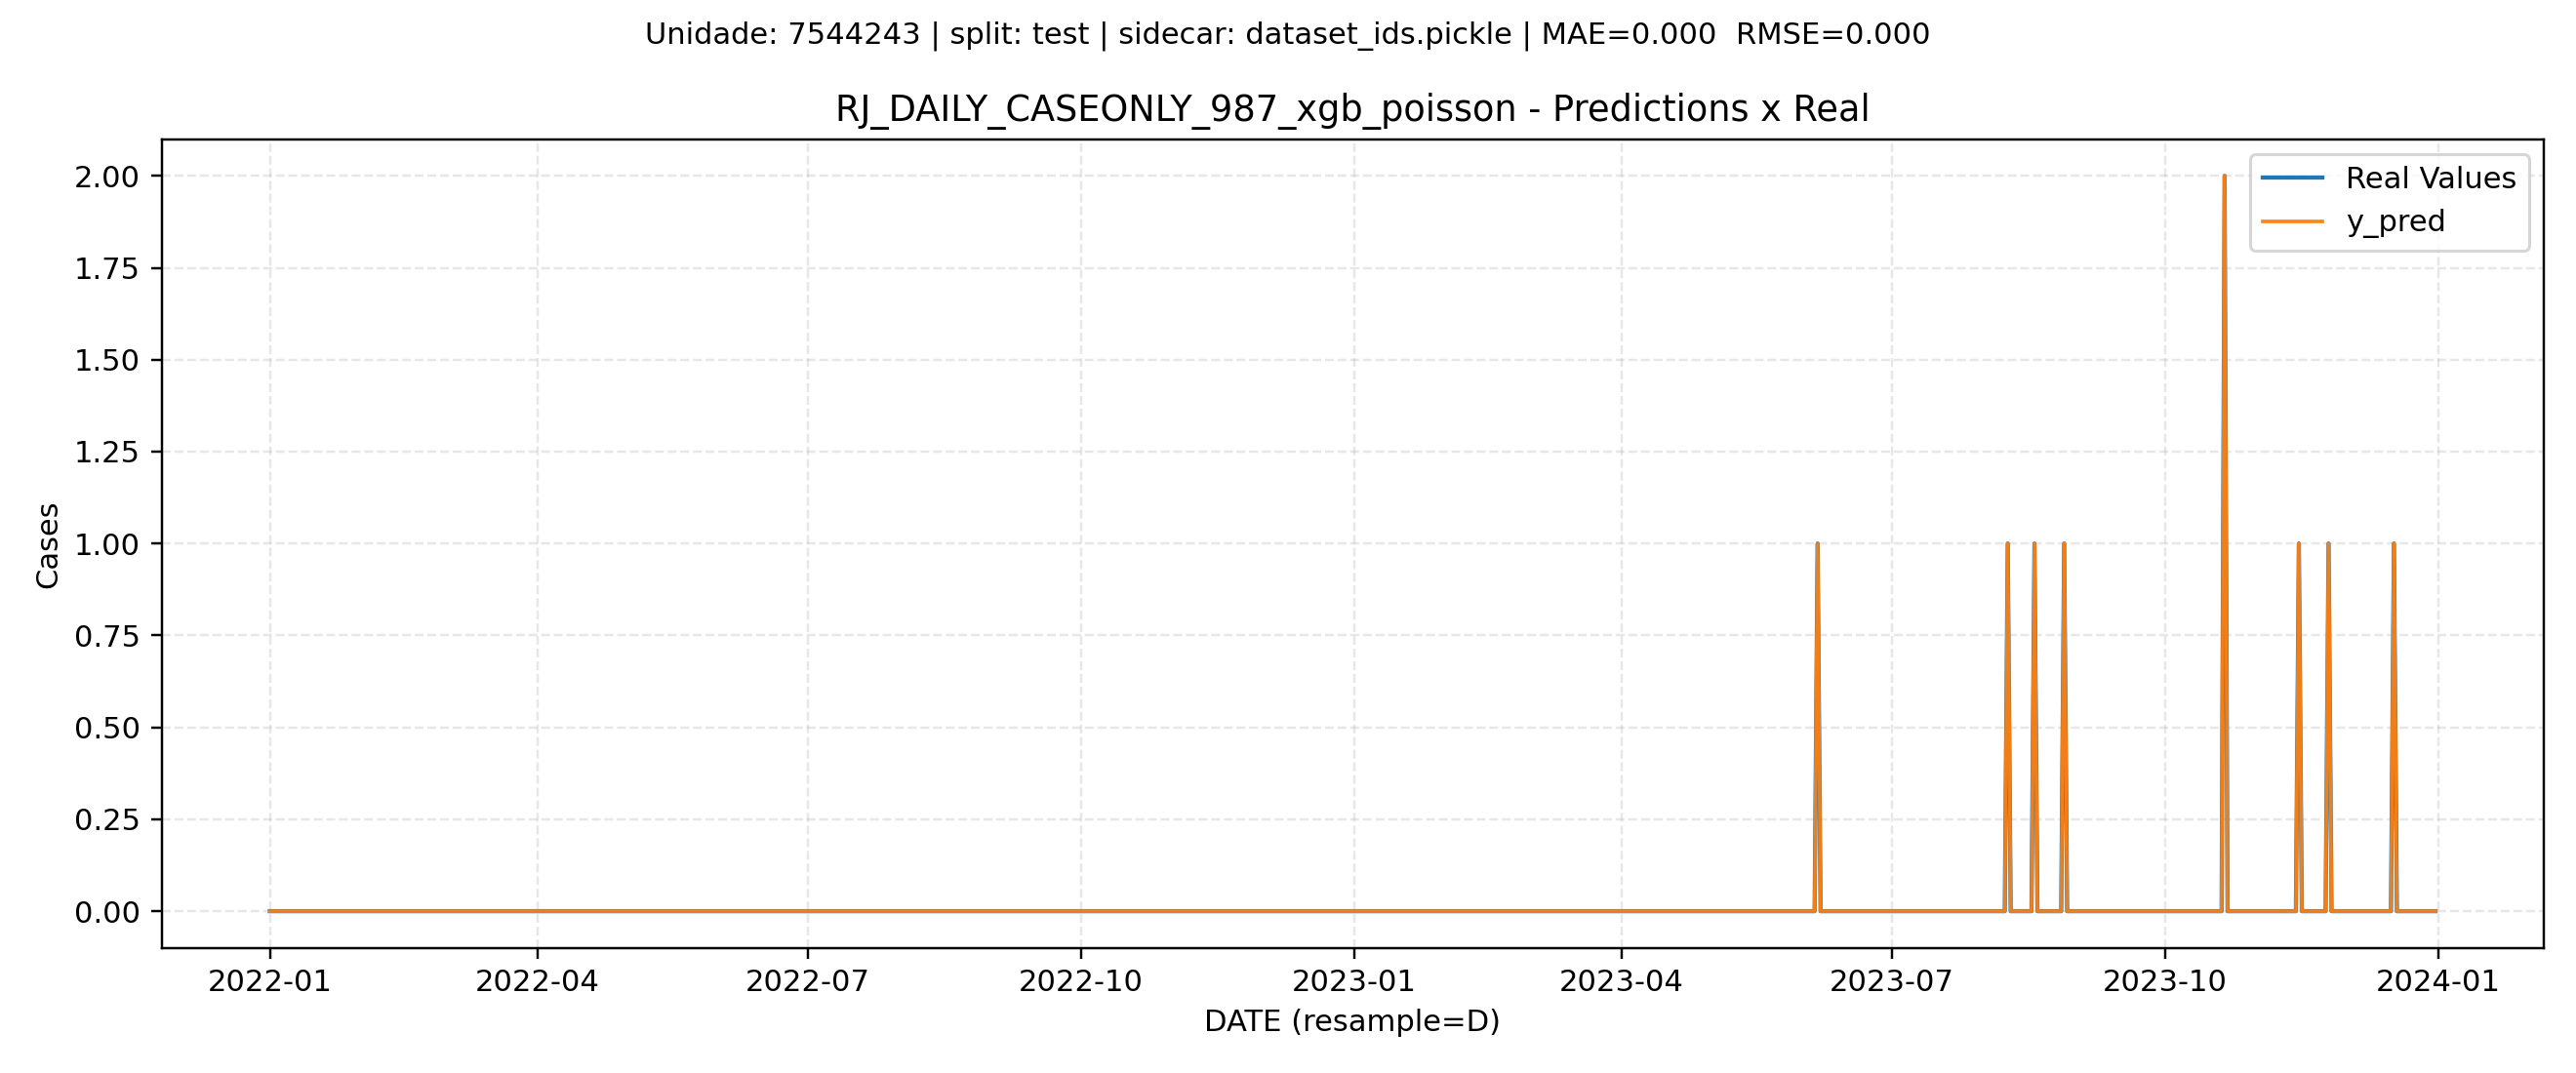 Unidade: 7544243 | split: test | sidecar: dataset_ids.pickle | MAE=0.000  RMSE=0.000
RJ_DAILY_CASEONLY_987_xgb_poisson - Predictions x Real
Real Values
y_pred
2.00
1.75
1.50
1.25
1.00
0.75
0.50
0.25
0.00
Cases
2022-01 2022-04 2022-07 2022-10 2023-01 2023-04 2023-07 2023-10 2024-01
DATE (resample=D)